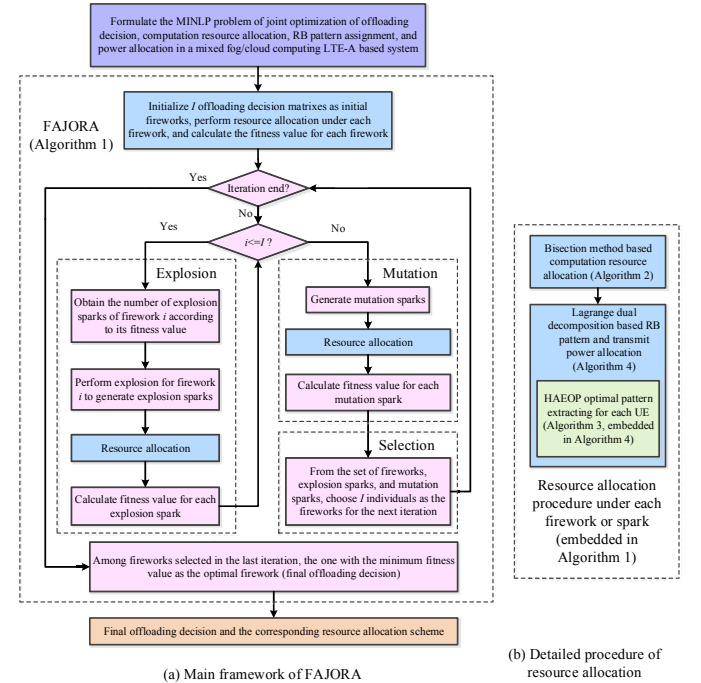 Formulate the MINLP problem of joint optimization of offloading
decision, computation resource allocation, RB pattern assignment, and
power allocation in a mixed fog/cloud computing LTE-A based system
FAJORA
(Algorithm 1)
Initialize I offloading decision matrixes as initial
fireworks, perform resource allocation under each
firework, and calculate the fitness value for each firework
Yes
Iteration end?
No
Yes
i<=I ?
No
Explosion
Obtain the number of explosion
sparks of firework i according
to its fitness value
Perform explosion for firework
i to generate explosion sparks
Resource allocation
Calculate fitness value for each
explosion spark
Mutation
Generate mutation sparks
Resource allocation
Calculate fitness value for each
mutation spark
Selection
From the set of fireworks,
explosion sparks, and mutation
sparks, choose I individuals as the
fireworks for the next iteration
Among fireworks selected in the last iteration, the one with the minimum fitness
value as the optimal firework (final offloading decision)
Final offloading decision and the corresponding resource allocation scheme
(a) Main framework of FAJORA
Bisection method based
computation resource
allocation (Algorithm 2)
Lagrange dual
decomposition based RB
pattern and transmit
power allocation
(Algorithm 4)
HAEOP optimal pattern
extracting for each UE
(Algorithm 3, embedded
in Algorithm 4)
Resource allocation
procedure under each
firework or spark
(embedded in
Algorithm 1)
(b) Detailed procedure of
resource allocation